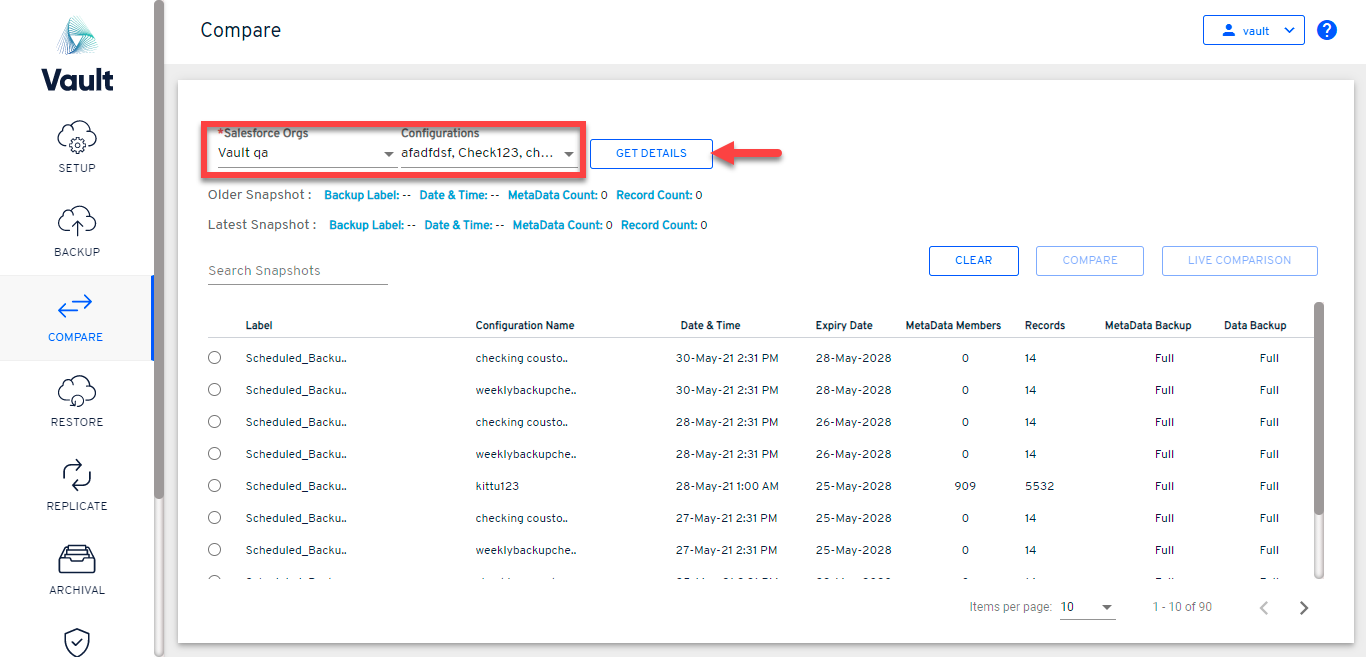 Vault
SETUP
BACKUP
COMPARE
RESTORE
REPLICATE
ARCHIVAL
Compare
vault
?
*Salesforce Orgs Configurations
Vault qa afadfdsf, Check123, ch... GET DETAILS
Older Snapshot : Backup Label: -- Date & Time: -- MetaData Count: 0 Record Count: 0
Latest Snapshot : Backup Label: -- Date & Time: -- MetaData Count: 0 Record Count: 0
CLEAR COMPARE LIVE COMPARISON
Search Snapshots
Label Configuration Name Date & Time Expiry Date MetaData Members Records MetaData Backup Data Backup
Scheduled_Backu.. checking cousto.. 30-May-21 2:31 PM 28-May-2028 0 14 Full Full
Scheduled_Backu.. weeklybackupche.. 30-May-21 2:31 PM 28-May-2028 0 14 Full Full
Scheduled_Backu.. checking cousto.. 28-May-21 2:31 PM 26-May-2028 0 14 Full Full
Scheduled_Backu.. weeklybackupche.. 28-May-21 2:31 PM 26-May-2028 0 14 Full Full
Scheduled_Backu.. kittu123 28-May-21 1:00 AM 25-May-2028 909 5532 Full Full
Scheduled_Backu.. checking cousto.. 27-May-21 2:31 PM 25-May-2028 0 14 Full Full
Scheduled_Backu.. weeklybackupche.. 27-May-21 2:31 PM 25-May-2028 0 14 Full Full
Items per page: 10 1 - 10 of 90